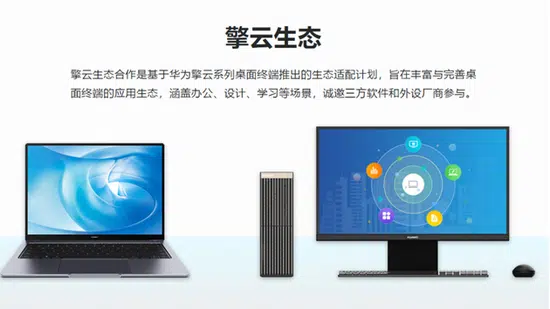 擎云生态
擎云生态合作是基于华为擎云系列桌面终端推出的生态适配计划，旨在丰富与完善桌
面终端的应用生态，涵盖办公、设计、学习等场景，诚邀三方软件和外设厂商参与。